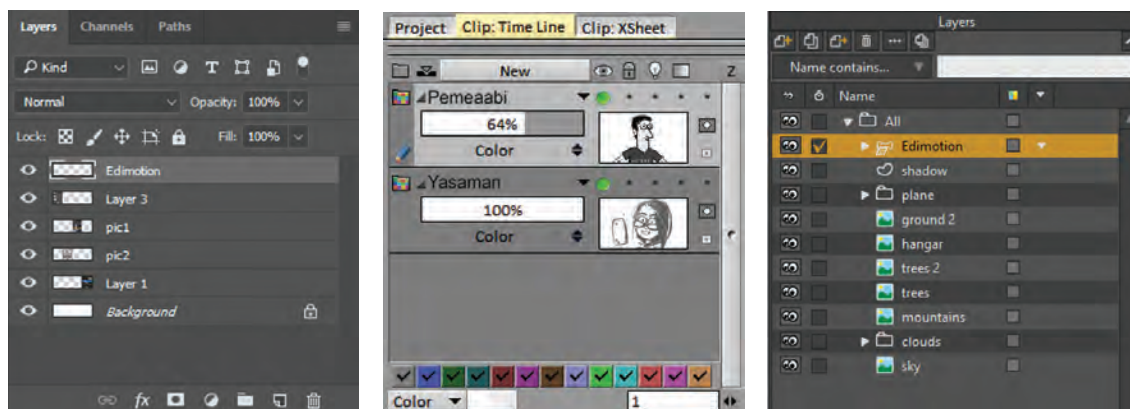 Layers Channels Paths
Kind
Normal Opacity: 100%
Lock: Fill: 100%
Edimotion
Layer 3
pic1
pic2
Layer 1
Background
fx
Project Clip: Time Line Clip: XSheet
New Z
Pemeaabi
64%
Color
Yasaman
100%
Color
Color 1
Layers
Name contains...
Name
All
Edimotion
shadow
plane
ground 2
hangar
trees 2
trees
mountains
clouds
sky